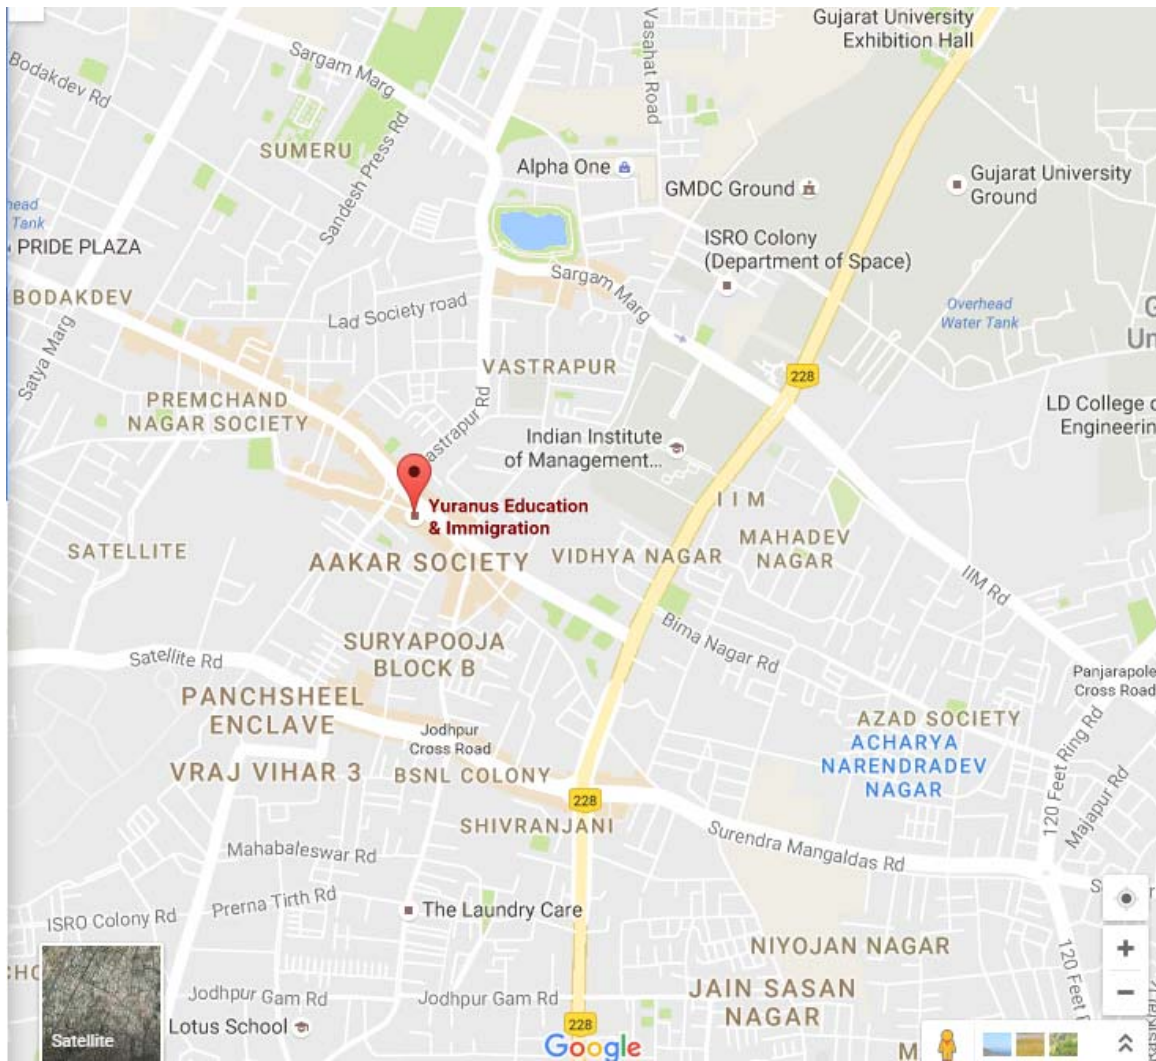 Gujarat University
Exhibition Hall
Sargam Marg
Vasahat Road
Bodakdev Rd
SUMERU
Sandesh Press Rd
Alpha One
GMDC Ground
Gujarat University
Ground
Tank
PRIDE PLAZA
ISRO Colony
(Department of Space)
BODAKDEV
Sargam Marg
Lad Society road
Overhead
Water Tank
Satya Marg
VASTRAPUR
228
PREMCHAND
NAGAR SOCIETY
LD College
Indian Institute
of Management...
Yuranus Education
& Immigration
I I M
SATELLITE
AAKAR SOCIETY
VIDHYA NAGAR
MAHADEV
NAGAR
IIM Rd
SURYAPOOJA
BLOCK B
Bima Nagar Rd
Satellite Rd
PANCHSHEEL
ENCLAVE
Panjarapole
Cross Road
Jodhpur
Cross Road
AZAD SOCIETY
ACHARYA
NARENDRADEV
NAGAR
120 Feet Ring Rd
VRAJ VIHAR 3
BSNL COLONY
Majapur Rd
228
SHIVRANJANI
Surendra Mangaldas Rd
Mahabaleswar Rd
Prerna Tirth Rd
ISRO Colony Rd
The Laundry Care
NIYOJAN NAGAR
120 Feet
JAIN SASAN
NAGAR
Jodhpur Gam Rd
Jodhpur Gam Rd
Lotus School
228
Satellite
Google